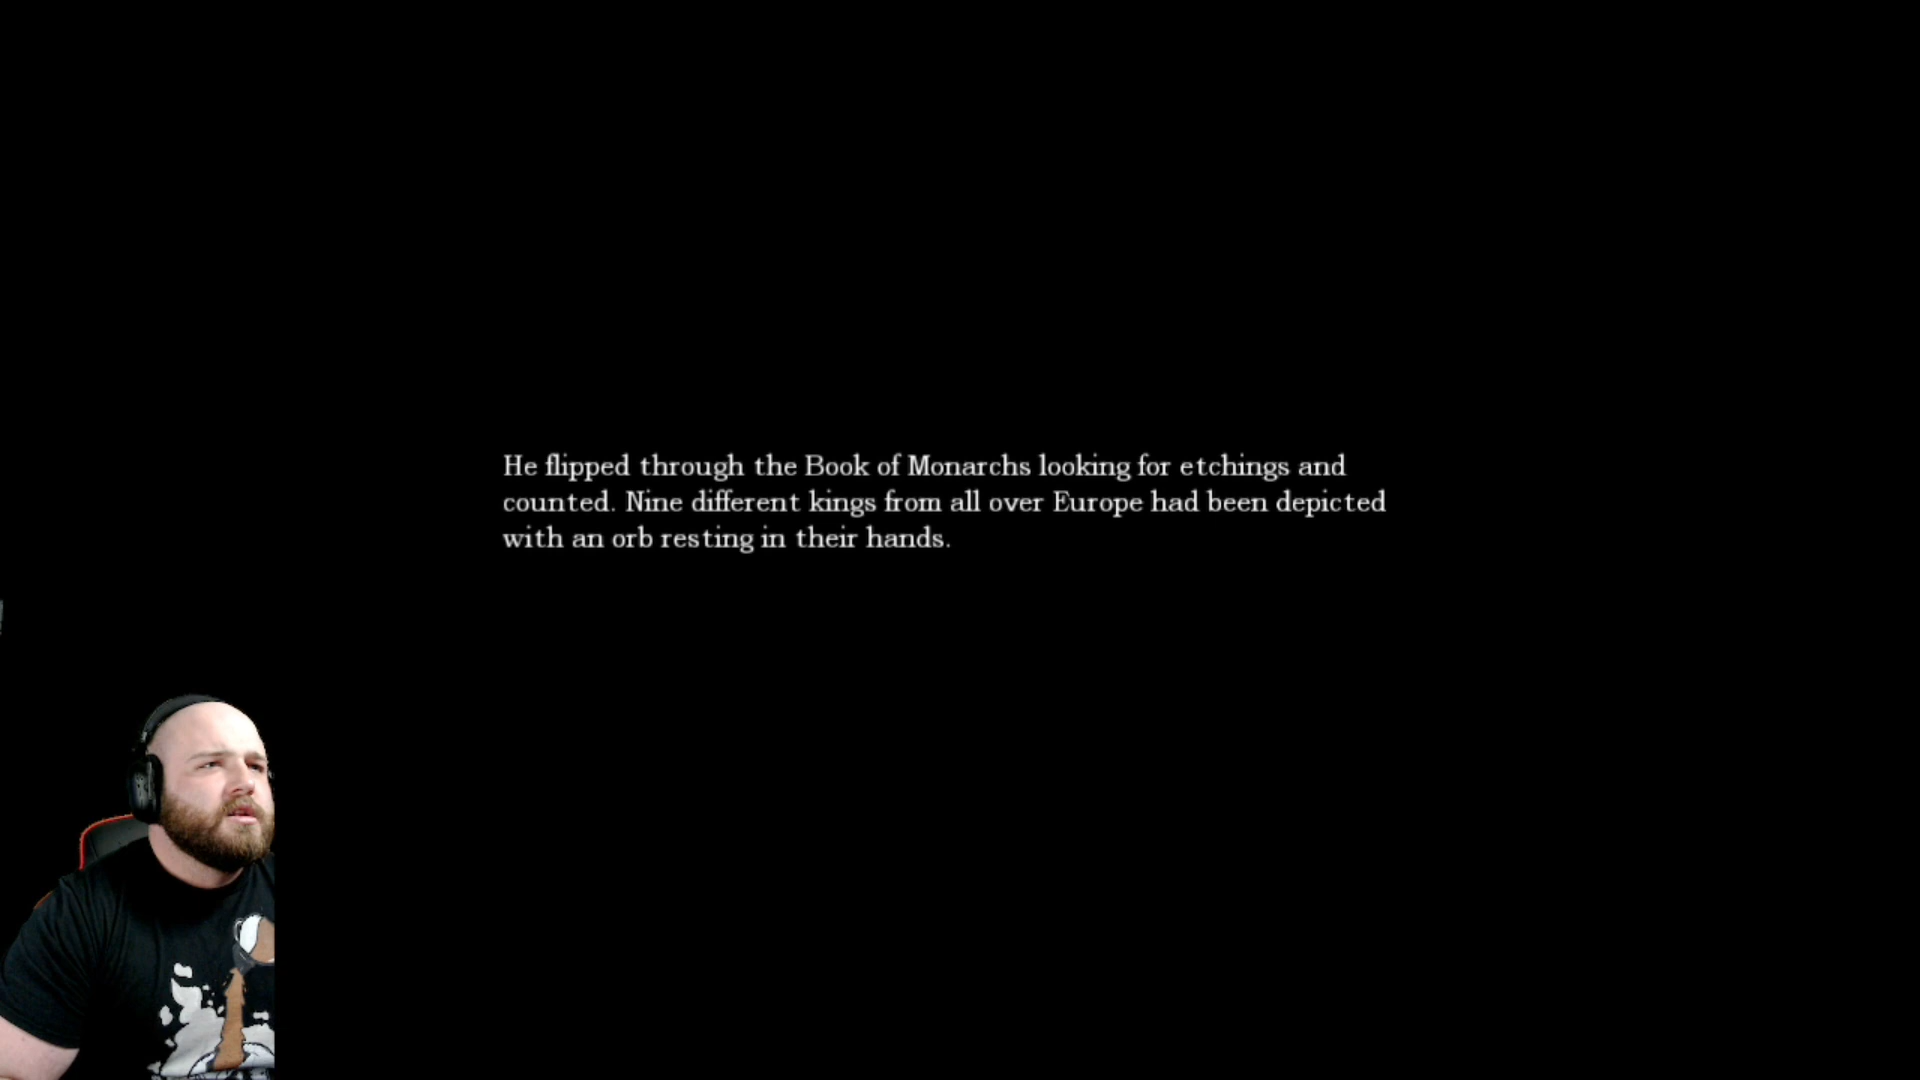 He flipped through the Book of Monarchs looking for etchings and
counted. Nine different kings from all over Europe had been depicted
with an orb resting in their hands.